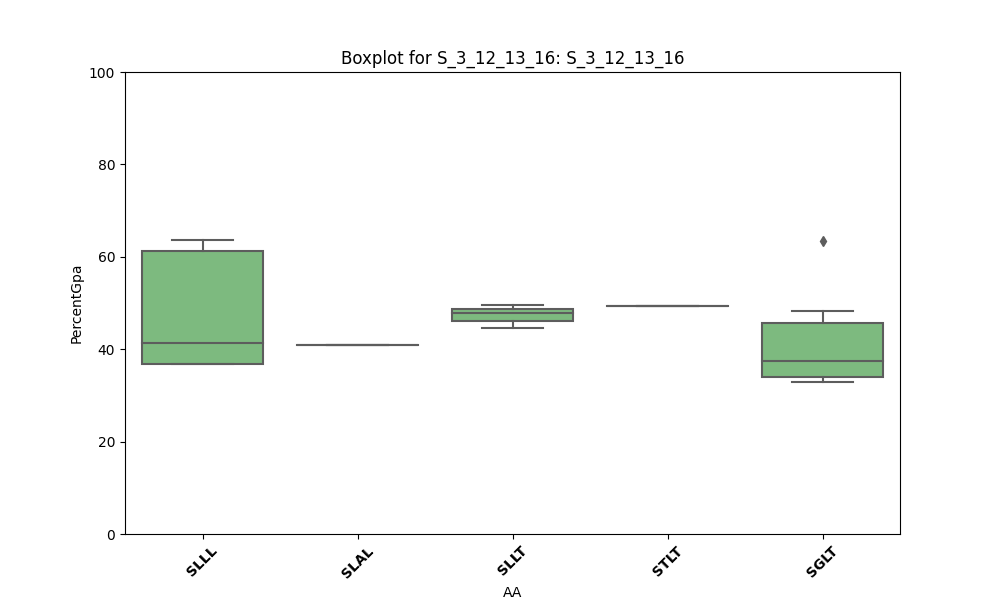 Boxplot for S_3_12_13_16: S_3_12_13_16
100
80
60
40
20
0
PercentGpa
SLLL
SLAL
SLLT
STLT
SGLT
AA